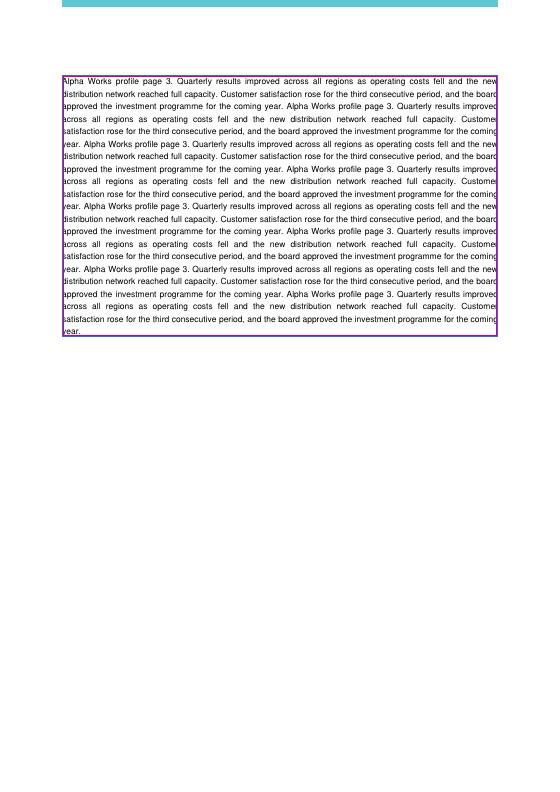 Alpha Works profile page 3. Quarterly results improved across all regions as operating costs fell and the new
distribution network reached full capacity. Customer satisfaction rose for the third consecutive period, and the board
approved the investment programme for the coming year. Alpha Works profile page 3. Quarterly results improved
across all regions as operating costs fell and the new distribution network reached full capacity. Customer
satisfaction rose for the third consecutive period, and the board approved the investment programme for the coming
year. Alpha Works profile page 3. Quarterly results improved across all regions as operating costs fell and the new
distribution network reached full capacity. Customer satisfaction rose for the third consecutive period, and the board
approved the investment programme for the coming year. Alpha Works profile page 3. Quarterly results improved
across all regions as operating costs fell and the new distribution network reached full capacity. Customer
satisfaction rose for the third consecutive period, and the board approved the investment programme for the coming
year. Alpha Works profile page 3. Quarterly results improved across all regions as operating costs fell and the new
distribution network reached full capacity. Customer satisfaction rose for the third consecutive period, and the board
approved the investment programme for the coming year. Alpha Works profile page 3. Quarterly results improved
across all regions as operating costs fell and the new distribution network reached full capacity. Customer
satisfaction rose for the third consecutive period, and the board approved the investment programme for the coming
year. Alpha Works profile page 3. Quarterly results improved across all regions as operating costs fell and the new
distribution network reached full capacity. Customer satisfaction rose for the third consecutive period, and the board
approved the investment programme for the coming year. Alpha Works profile page 3. Quarterly results improved
across all regions as operating costs fell and the new distribution network reached full capacity. Customer
satisfaction rose for the third consecutive period, and the board approved the investment programme for the coming
year.